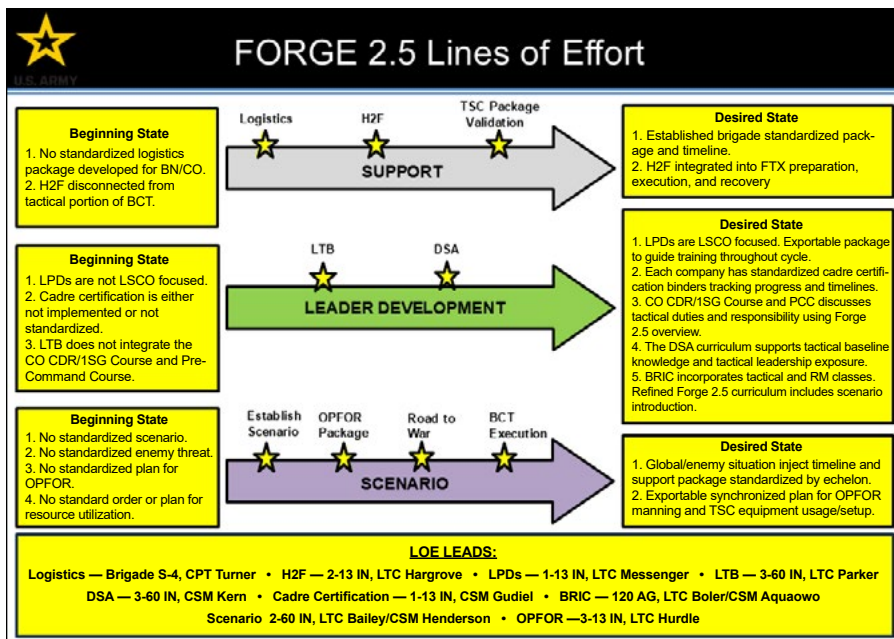 FORGE 2.5 Lines of Effort
U.S. ARMY
Beginning State
1. No standardized logistics
package developed for BN/CO.
2. H2F disconnected from
tactical portion of BCT.
Logistics
H2F
TSC Package
Validation
SUPPORT
Desired State
1. Established brigade standardized pack-
age and timeline.
2. H2F integrated into FTX preparation,
execution, and recovery
Beginning State
1. LPDs are not LSCO focused.
2. Cadre certification is either
not implemented or not
standardized.
3. LTB does not integrate the
CO CDR/1SG Course and Pre-
Command Course.
LTB
DSA
LEADER DEVELOPMENT
Desired State
1. LPDs are LSCO focused. Exportable package
to guide training throughout cycle.
2. Each company has standardized cadre certifi-
cation binders tracking progress and timelines.
3. CO CDR/1SG Course and PCC discusses
tactical duties and responsibility using Forge
2.5 overview.
4. The DSA curriculum supports tactical baseline
knowledge and tactical leadership exposure.
5. BRIC incorporates tactical and RM classes.
Refined Forge 2.5 curriculum includes scenario
introduction.
Beginning State
1. No standardized scenario.
2. No standardized enemy threat.
3. No standardized plan for
OPFOR.
4. No standard order or plan for
resource utilization.
Establish
Scenario
OPFOR
Package
Road to
War
BCT
Execution
SCENARIO
Desired State
1. Global/enemy situation inject timeline and
support package standardized by echelon.
2. Exportable synchronized plan for OPFOR
manning and TSC equipment usage/setup.
LOE LEADS:
Logistics — Brigade S-4, CPT Turner • H2F — 2-13 IN, LTC Hargrove • LPDs — 1-13 IN, LTC Messenger • LTB — 3-60 IN, LTC Parker
DSA — 3-60 IN, CSM Kern • Cadre Certification — 1-13 IN, CSM Gudiel • BRIC — 120 AG, LTC Boler/CSM Aquaowo
Scenario 2-60 IN, LTC Bailey/CSM Henderson • OPFOR —3-13 IN, LTC Hurdle